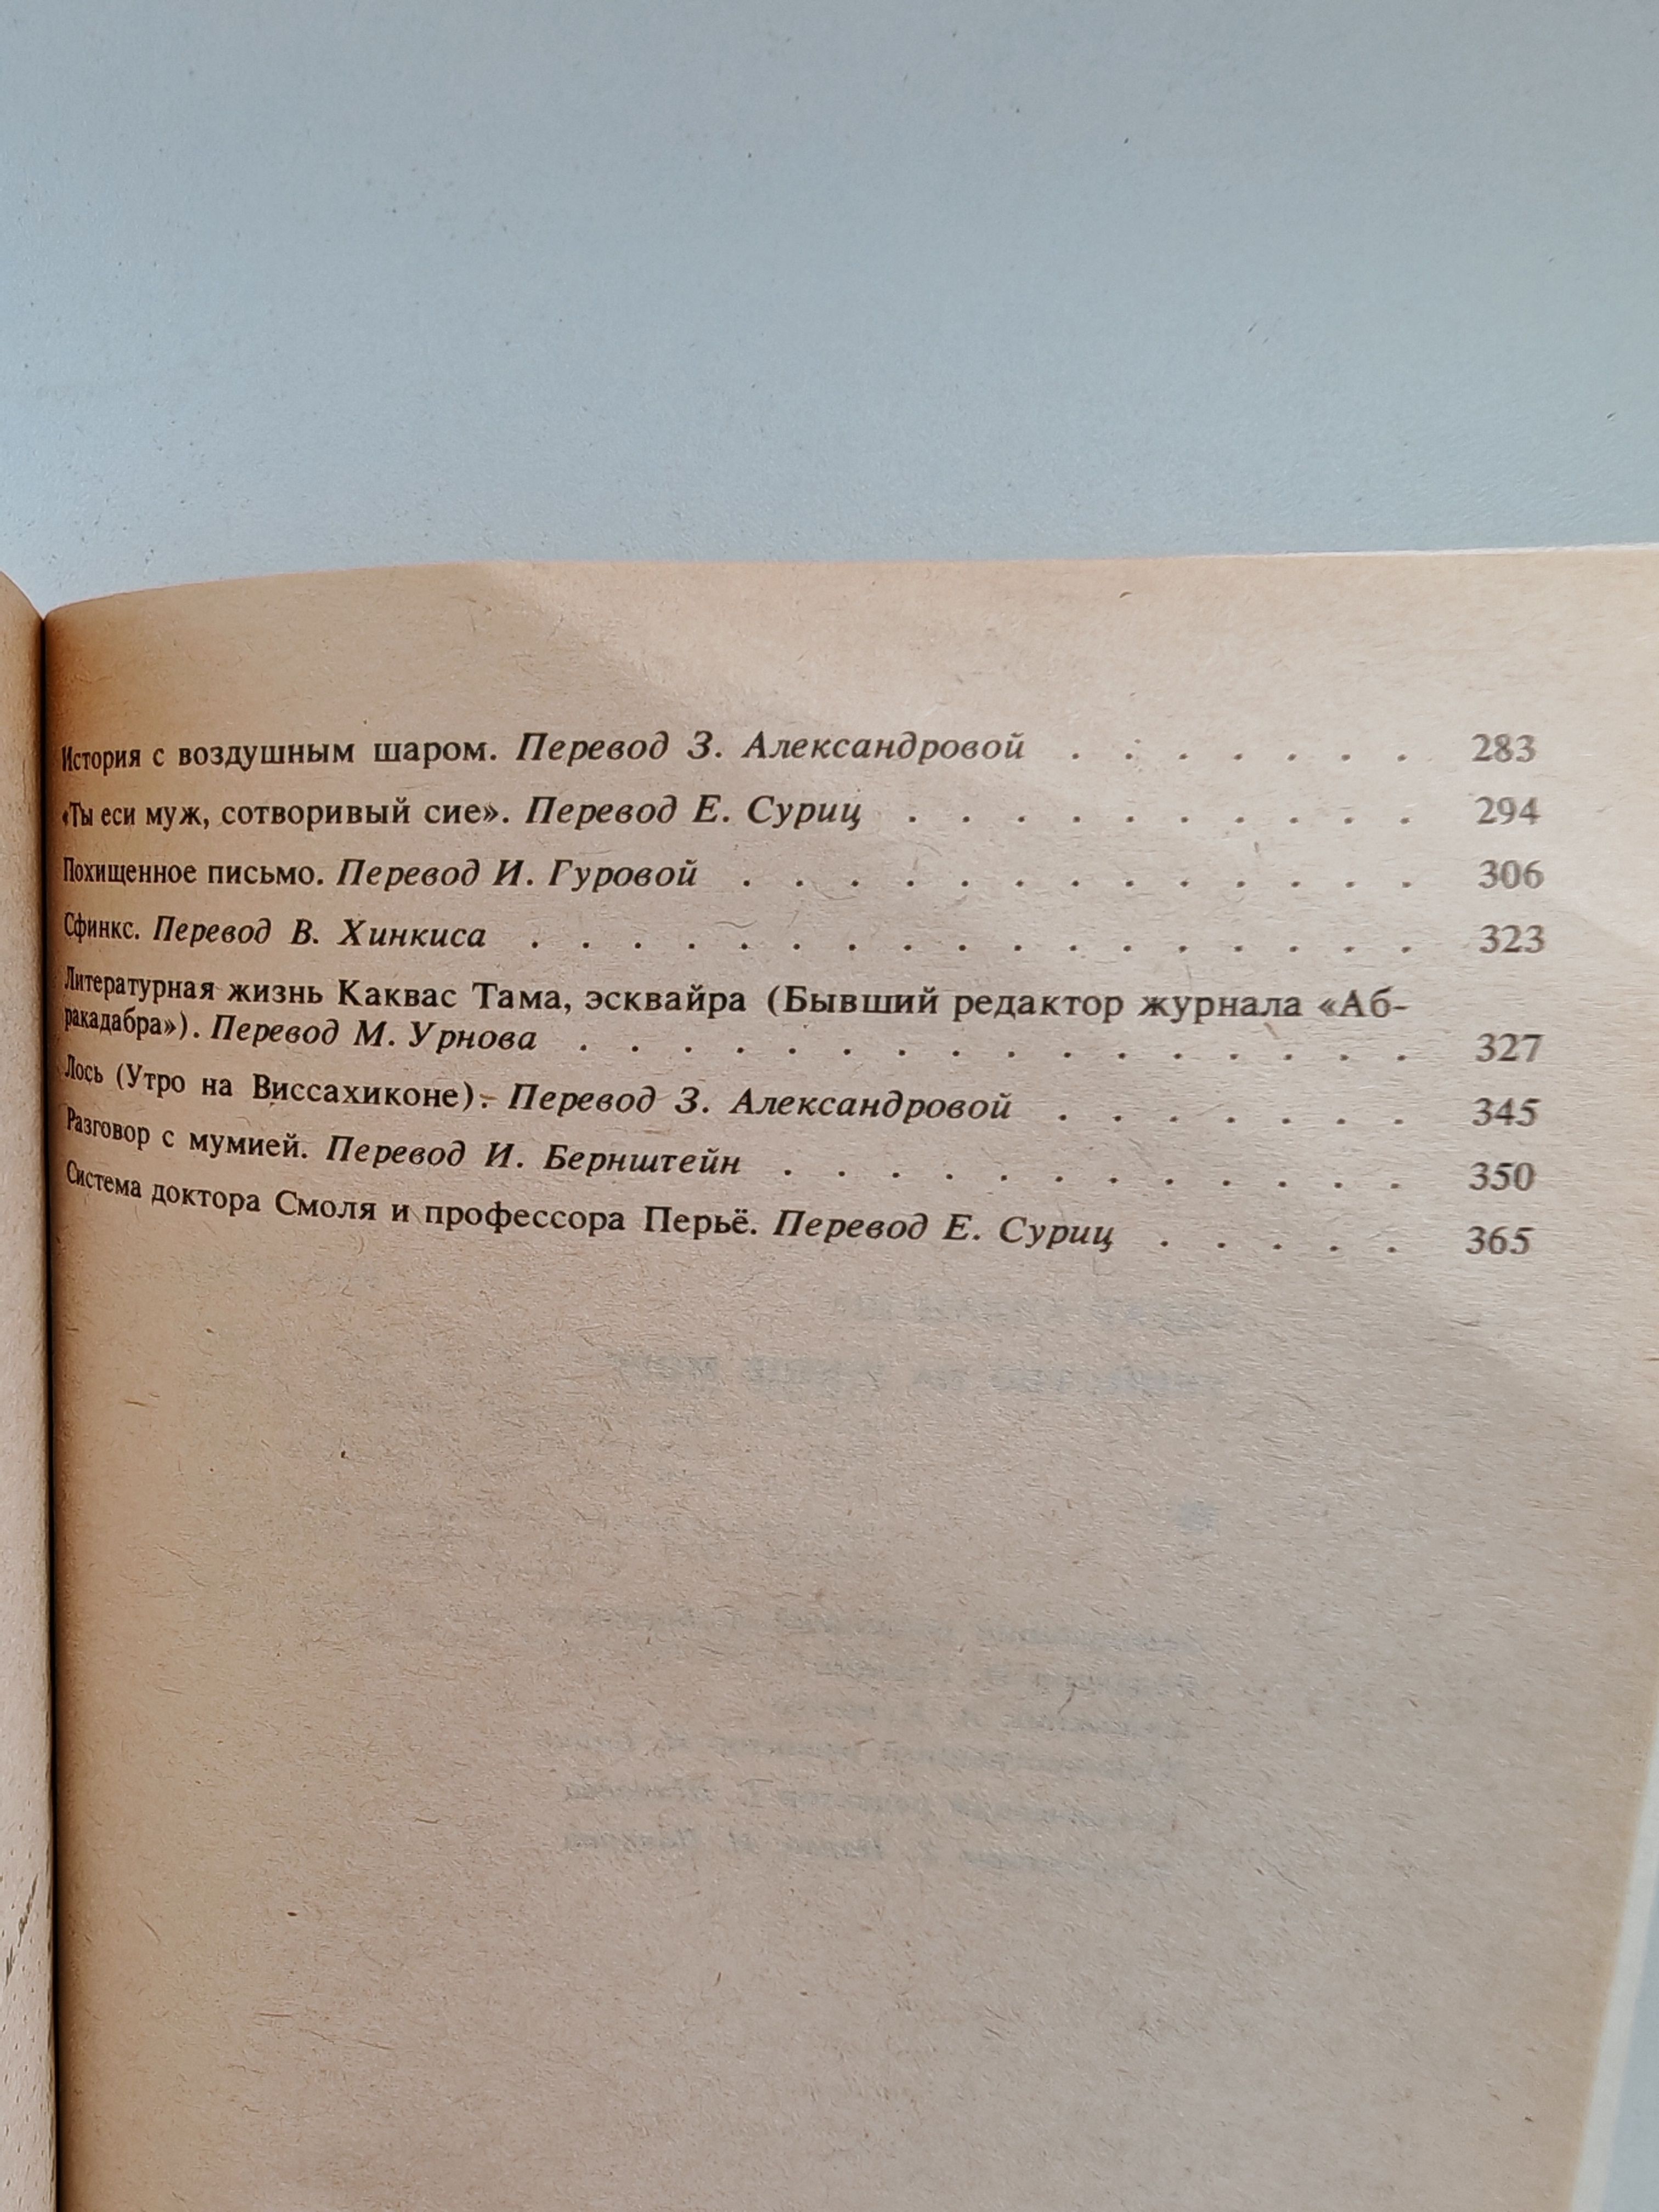 История с воздушным шаром. Перевод З. Александровой . . . . . . . 283
«Ты еси муж, сотворивый сие». Перевод Е. Суриц . . . . . . . . . . 294
Похищенное письмо. Перевод И. Гуровой . . . . . . . . . . . . . 306
Сфинкс. Перевод В. Хинкиса . . . . . . . . . . . . . . . . . 323
Литературная жизнь Каквас Тама, эсквайра (Бывший редактор журнала «Аб-
ракадабра»). Перевод М. Урнова . . . . . . . . . . . . . . . . 327
Лось (Утро на Виссахиконе). Перевод З. Александровой . . . . . . . 345
Разговор с мумией. Перевод И. Бернштейн . . . . . . . . . . . . 350
Система доктора Смоля и профессора Перьё. Перевод Е. Суриц . . . . . 365